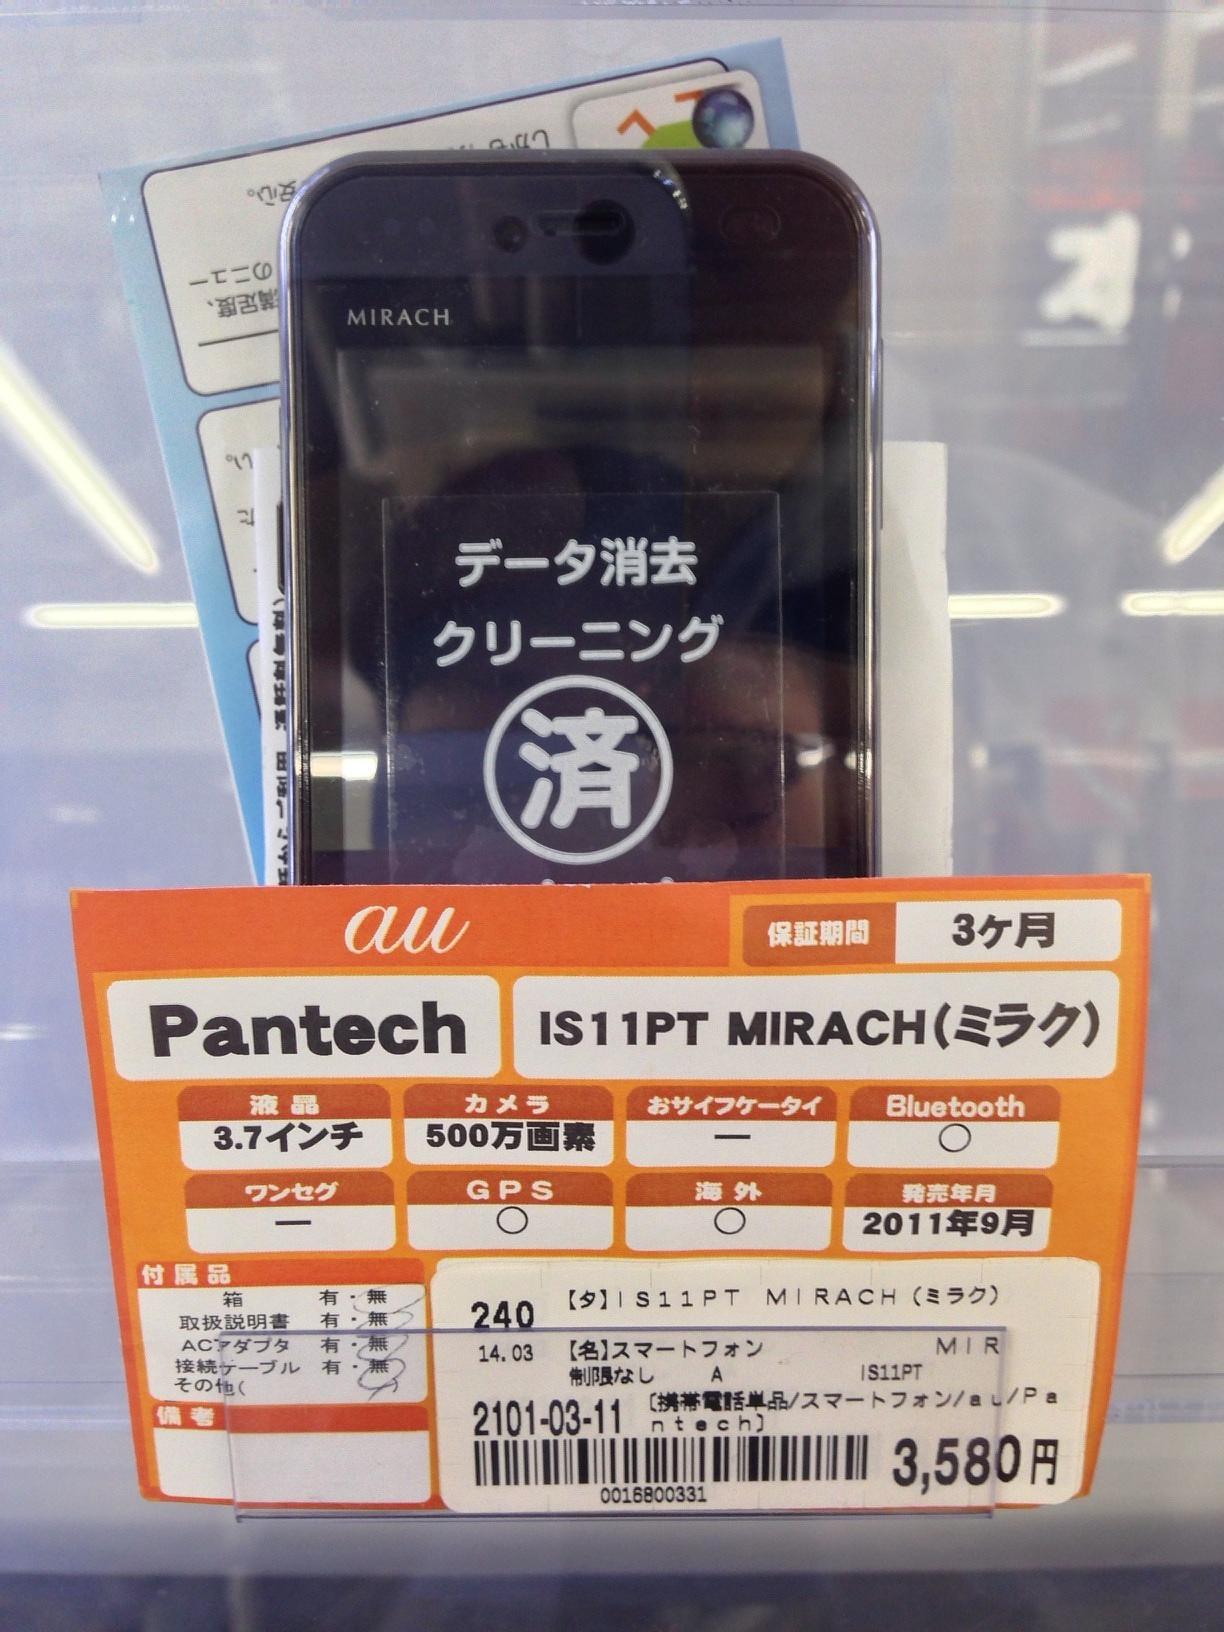 MIRACH
データ消去
クリーニング
済
au
保証期間 3ヶ月
Pantech
IS11PT MIRACH(ミラク)
液晶 カメラ おサイフケータイ Bluetooth
3.7インチ 500万画素 ー ○
ワンセグ GPS 海外 発売年月
ー ○ ○ 2011年9月
付属品
箱 有・無
取扱説明書 有・無
ACアダプタ 有・無
接続ケーブル 有・無
その他( )
備考
240 【タ】IS11PT MIRACH(ミラク)
14.03 【名】スマートフォン MIR
制限なし A IS11PT
2101-03-11 [携帯電話単品/スマートフォン/au/Pa
ntech]
3,580円
0016800331